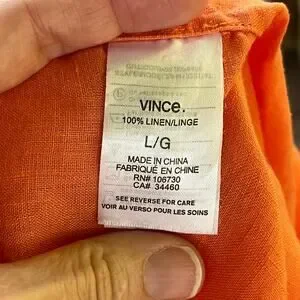 VINCe.
100% LINEN/LINGE
L/G
MADE IN CHINA
FABRIQUÉ EN CHINE
RN# 106730
CA# 34460
SEE REVERSE FOR CARE
VOIR AU VERSO POUR LES SOINS